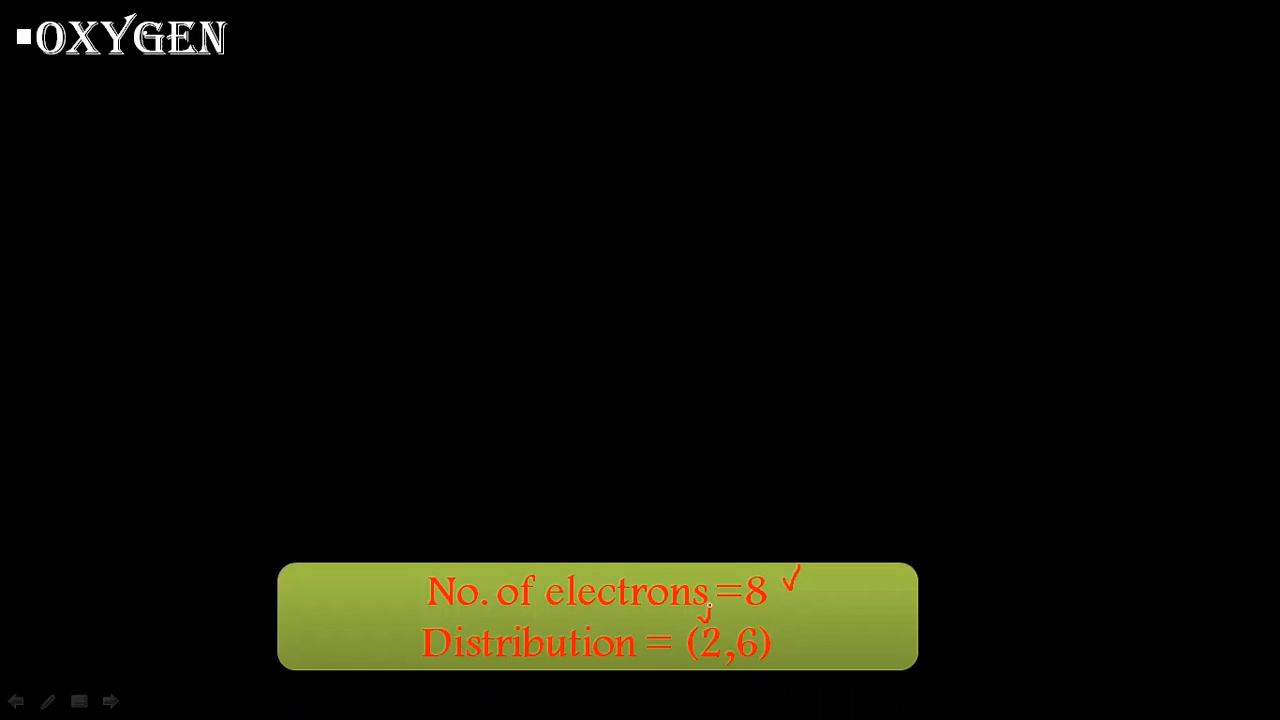 OXYGEN
No. of electrons =8 ✓
Distribution = (2,6)